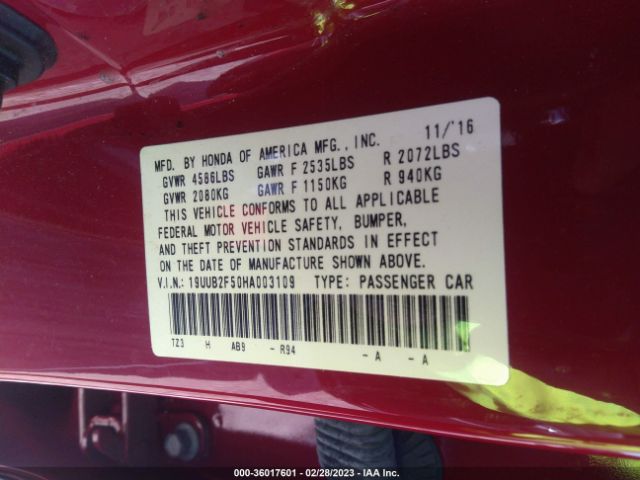 MFD. BY HONDA OF AMERICA MFG., INC. 11/'16
GVWR 4586LBS GAWR F 2535LBS R 2072LBS
GVWR 2080KG GAWR F 1150KG R 940KG
THIS VEHICLE CONFORMS TO ALL APPLICABLE
FEDERAL MOTOR VEHICLE SAFETY, BUMPER,
AND THEFT PREVENTION STANDARDS IN EFFECT
ON THE DATE OF MANUFACTURE SHOWN ABOVE.
V.I.N.: 19UUB2F50HA003109 TYPE: PASSENGER CAR
TZ3 H AB9 - R94 - A - A
000-36017601 / 02/28/2023 - IAA Inc.